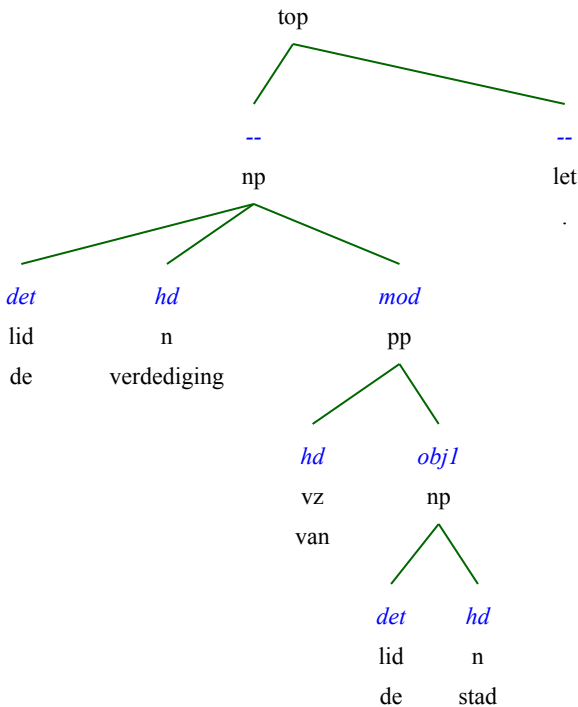 top
-- --
np let
.
det hd mod
lid n pp
de verdediging
hd obj1
vz np
van
det hd
lid n
de stad